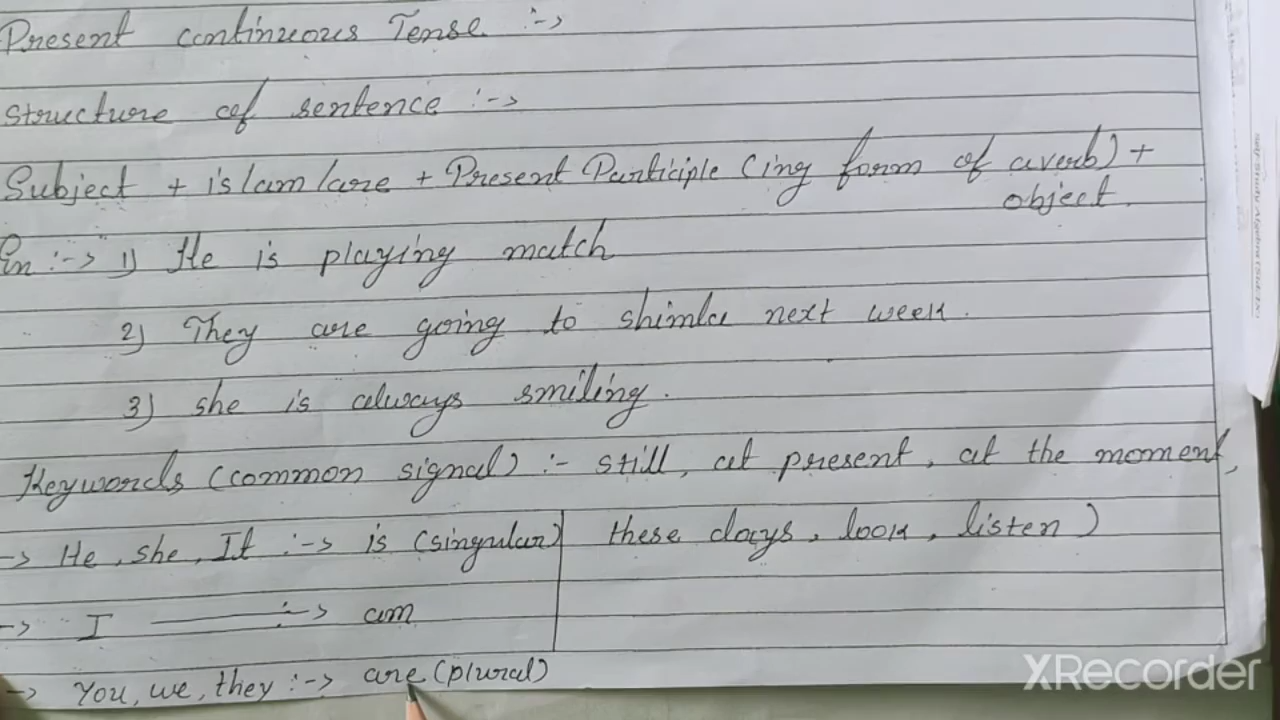 Present continuous Tense :->
structure of sentence :->
Subject + is/am/are + Present Participle (ing form of a verb) +
object.
Ex :-> 1) He is playing match
2) They are going to shimla next week.
3) she is always smiling.
Keywords (common signal) :- still, at present, at the moment,
these days, look, listen)
-> He, she, It :-> is (singular)
-> I :-> am
-> You, we, they :-> are (plural)
XRecorder